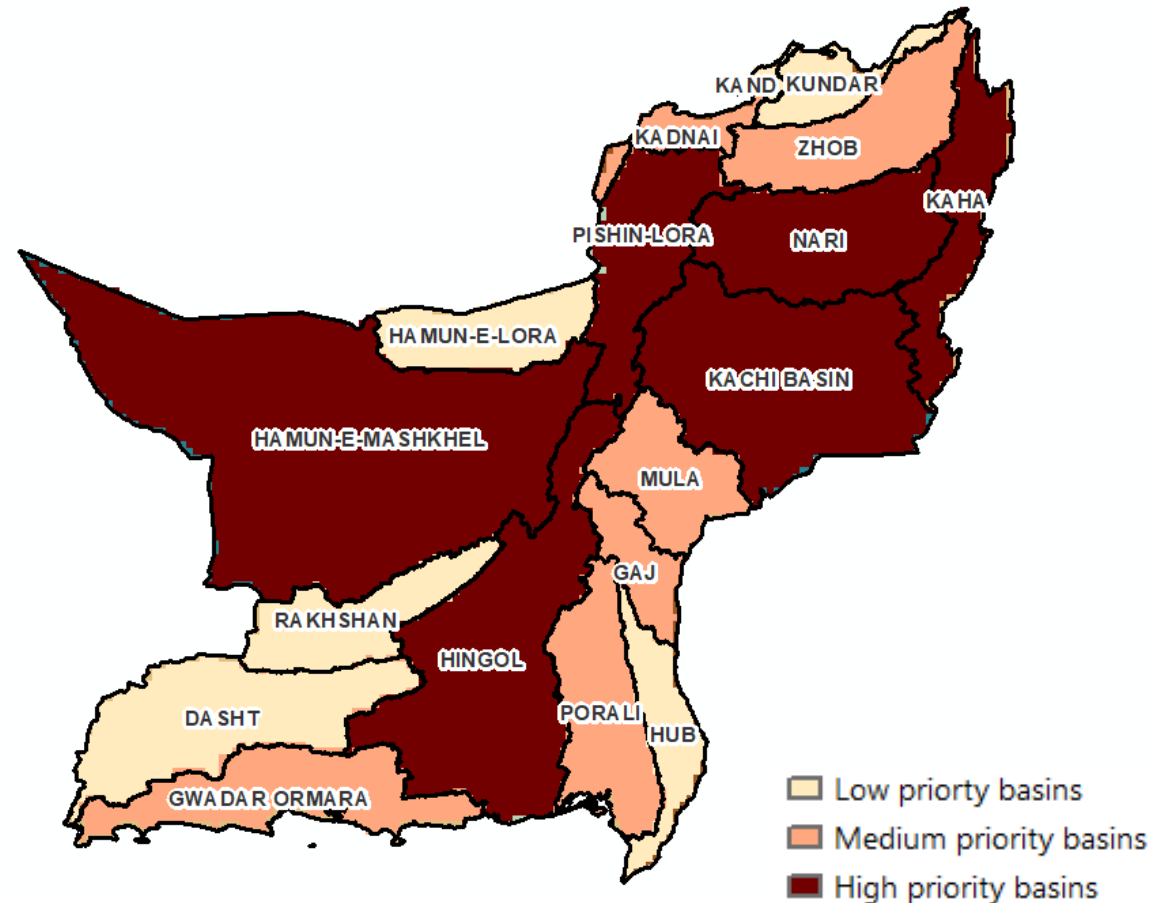 KAND
KUNDAR
KADNAI
ZHOB
KAHA
PISHIN-LORA
NARI
HAMUN-E-LORA
KACHI BASIN
HAMUN-E-MASHKHEL
MULA
GAJ
RAKHSHAN
HINGOL
PORALI
DASHT
HUB
GWADAR ORMARA
Low priorty basins
Medium priority basins
High priority basins